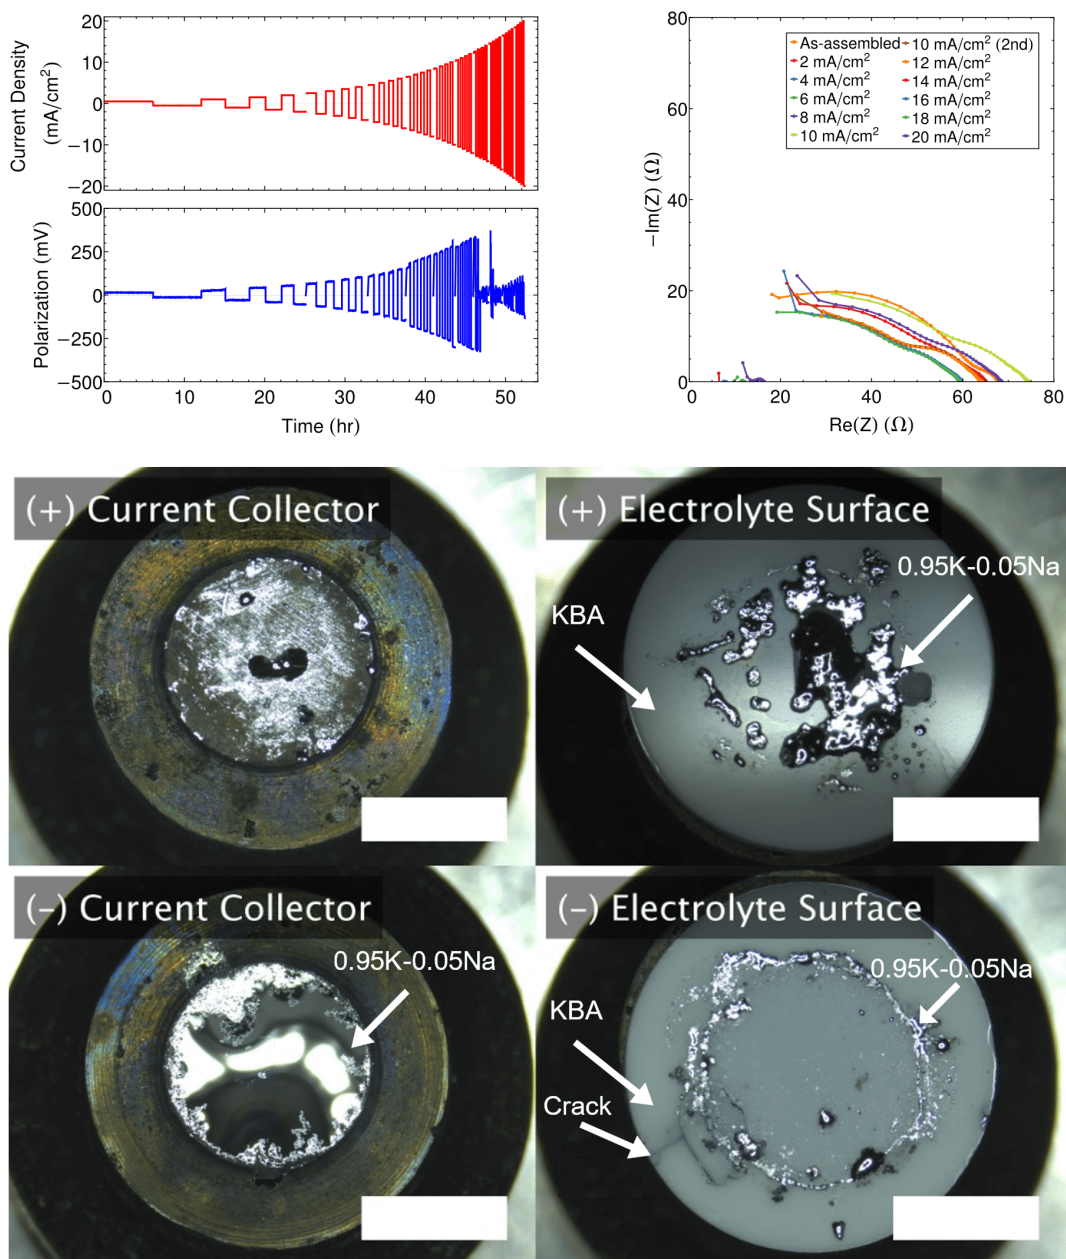 Current Density
(mA/cm²)
20
10
0
−10
−20
Polarization (mV)
500
250
0
−250
−500
0
10
20
30
40
50
Time (hr)
−Im(Z) (Ω)
80
60
40
20
0
As-assembled
2 mA/cm²
4 mA/cm²
6 mA/cm²
8 mA/cm²
10 mA/cm²
10 mA/cm² (2nd)
12 mA/cm²
14 mA/cm²
16 mA/cm²
18 mA/cm²
20 mA/cm²
0
20
40
60
80
Re(Z) (Ω)
(+) Current Collector
(+) Electrolyte Surface
0.95K-0.05Na
KBA
(−) Current Collector
0.95K-0.05Na
(−) Electrolyte Surface
0.95K-0.05Na
KBA
Crack